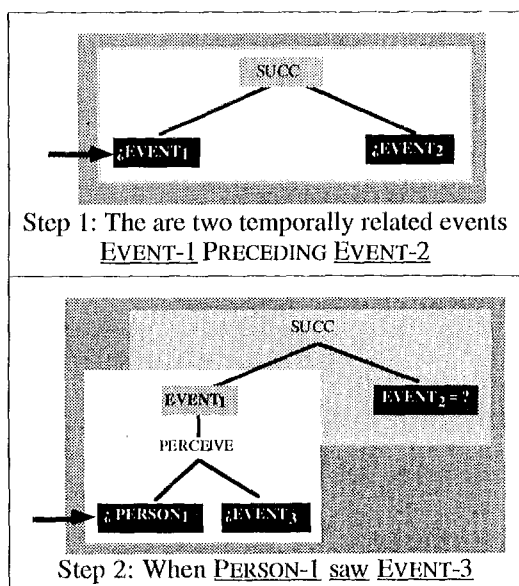 SUCC
¿EVENT1 ¿EVENT2
Step 1: The are two temporally related events
EVENT-1 PRECEDING EVENT-2
SUCC
EVENT1 EVENT2 = ?
PERCEIVE
¿PERSON1 ¿EVENT3
Step 2: When PERSON-1 saw EVENT-3